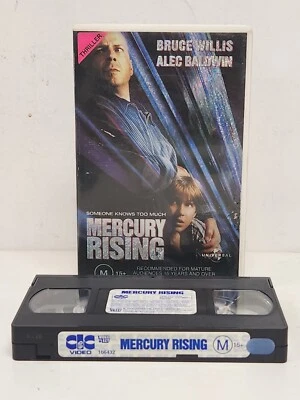 THRILLER
BRUCE WILLIS
ALEC BALDWIN
SOMEONE KNOWS TOO MUCH
MERCURY
RISING
UNIVERSAL
M 15+
RECOMMENDED FOR MATURE
AUDIENCES 15 YEARS AND OVER
MERCURY RISING
CIC
VIDEO
MERCURY RISING
M 15+